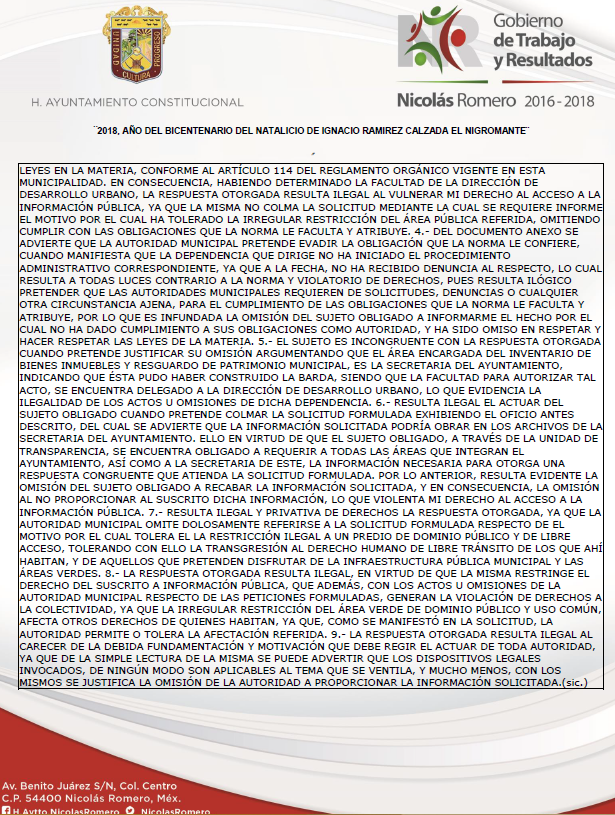 UNIDAD
CULTURA
PROGRESO
H. AYUNTAMIENTO CONSTITUCIONAL
NR
Gobierno
de Trabajo
y Resultados
Nicolás Romero 2016 - 2018
¨2018, AÑO DEL BICENTENARIO DEL NATALICIO DE IGNACIO RAMIREZ CALZADA EL NIGROMANTE¨
LEYES EN LA MATERIA, CONFORME AL ARTÍCULO 114 DEL REGLAMENTO ORGÁNICO VIGENTE EN ESTA
MUNICIPALIDAD. EN CONSECUENCIA, HABIENDO DETERMINADO LA FACULTAD DE LA DIRECCIÓN DE
DESARROLLO URBANO, LA RESPUESTA OTORGADA RESULTA ILEGAL AL VULNERAR MI DERECHO AL ACCESO A LA
INFORMACIÓN PÚBLICA, YA QUE LA MISMA NO COLMA LA SOLICITUD MEDIANTE LA CUAL SE REQUIERE INFORME
EL MOTIVO POR EL CUAL HA TOLERADO LA IRREGULAR RESTRICCIÓN DEL ÁREA PÚBLICA REFERIDA, OMITIENDO
CUMPLIR CON LAS OBLIGACIONES QUE LA NORMA LE FACULTA Y ATRIBUYE. 4.- DEL DOCUMENTO ANEXO SE
ADVIERTE QUE LA AUTORIDAD MUNICIPAL PRETENDE EVADIR LA OBLIGACIÓN QUE LA NORMA LE CONFIERE,
CUANDO MANIFIESTA QUE LA DEPENDENCIA QUE DIRIGE NO HA INICIADO EL PROCEDIMIENTO
ADMINISTRATIVO CORRESPONDIENTE, YA QUE A LA FECHA, NO HA RECIBIDO DENUNCIA AL RESPECTO, LO CUAL
RESULTA A TODAS LUCES CONTRARIO A LA NORMA Y VIOLATORIO DE DERECHOS, PUES RESULTA ILÓGICO
PRETENDER QUE LAS AUTORIDADES MUNICIPALES REQUIEREN DE SOLICITUDES, DENUNCIAS O CUALQUIER
OTRA CIRCUNSTANCIA AJENA, PARA EL CUMPLIMIENTO DE LAS OBLIGACIONES QUE LA NORMA LE FACULTA Y
ATRIBUYE, POR LO QUE ES INFUNDADA LA OMISIÓN DEL SUJETO OBLIGADO A INFORMARME EL HECHO POR EL
CUAL NO HA DADO CUMPLIMIENTO A SUS OBLIGACIONES COMO AUTORIDAD, Y HA SIDO OMISO EN RESPETAR Y
HACER RESPETAR LAS LEYES DE LA MATERIA. 5.- EL SUJETO ES INCONGRUENTE CON LA RESPUESTA OTORGADA
CUANDO PRETENDE JUSTIFICAR SU OMISIÓN ARGUMENTANDO QUE EL ÁREA ENCARGADA DEL INVENTARIO DE
BIENES INMUEBLES Y RESGUARDO DE PATRIMONIO MUNICIPAL, ES LA SECRETARIA DEL AYUNTAMIENTO,
INDICANDO QUE ÉSTA PUDO HABER CONSTRUIDO LA BARDA, SIENDO QUE LA FACULTAD PARA AUTORIZAR TAL
ACTO, SE ENCUENTRA DELEGADO A LA DIRECCIÓN DE DESARROLLO URBANO, LO QUE EVIDENCIA LA
ILEGALIDAD DE LOS ACTOS U OMISIONES DE DICHA DEPENDENCIA. 6.- RESULTA ILEGAL EL ACTUAR DEL
SUJETO OBLIGADO CUANDO PRETENDE COLMAR LA SOLICITUD FORMULADA EXHIBIENDO EL OFICIO ANTES
DESCRITO, DEL CUAL SE ADVIERTE QUE LA INFORMACIÓN SOLICITADA PODRÍA OBRAR EN LOS ARCHIVOS DE LA
SECRETARIA DEL AYUNTAMIENTO. ELLO EN VIRTUD DE QUE EL SUJETO OBLIGADO, A TRAVÉS DE LA UNIDAD DE
TRANSPARENCIA, SE ENCUENTRA OBLIGADO A REQUERIR A TODAS LAS ÁREAS QUE INTEGRAN EL
AYUNTAMIENTO, ASÍ COMO A LA SECRETARIA DE ESTE, LA INFORMACIÓN NECESARIA PARA OTORGA UNA
RESPUESTA CONGRUENTE QUE ATIENDA LA SOLICITUD FORMULADA. POR LO ANTERIOR, RESULTA EVIDENTE LA
OMISIÓN DEL SUJETO OBLIGADO A RECABAR LA INFORMACIÓN SOLICITADA, Y EN CONSECUENCIA, LA OMISIÓN
AL NO PROPORCIONAR AL SUSCRITO DICHA INFORMACIÓN, LO QUE VIOLENTA MI DERECHO AL ACCESO A LA
INFORMACIÓN PÚBLICA. 7.- RESULTA ILEGAL Y PRIVATIVA DE DERECHOS LA RESPUESTA OTORGADA, YA QUE LA
AUTORIDAD MUNICIPAL OMITE DOLOSAMENTE REFERIRSE A LA SOLICITUD FORMULADA RESPECTO DE EL
MOTIVO POR EL CUAL TOLERA EL LA RESTRICCIÓN ILEGAL A UN PREDIO DE DOMINIO PÚBLICO Y DE LIBRE
ACCESO, TOLERANDO CON ELLO LA TRANSGRESIÓN AL DERECHO HUMANO DE LIBRE TRÁNSITO DE LOS QUE AHÍ
HABITAN, Y DE AQUELLOS QUE PRETENDEN DISFRUTAR DE LA INFRAESTRUCTURA PÚBLICA MUNICIPAL Y LAS
ÁREAS VERDES. 8.- LA RESPUESTA OTORGADA RESULTA ILEGAL, EN VIRTUD DE QUE LA MISMA RESTRINGE EL
DERECHO DEL SUSCRITO A INFORMACIÓN PÚBLICA, QUE ADEMÁS, CON LOS ACTOS U OMISIONES DE LA
AUTORIDAD MUNICIPAL RESPECTO DE LAS PETICIONES FORMULADAS, GENERAN LA VIOLACIÓN DE DERECHOS A
LA COLECTIVIDAD, YA QUE LA IRREGULAR RESTRICCIÓN DEL ÁREA VERDE DE DOMINIO PÚBLICO Y USO COMÚN,
AFECTA OTROS DERECHOS DE QUIENES HABITAN, YA QUE, COMO SE MANIFESTÓ EN LA SOLICITUD, LA
AUTORIDAD PERMITE O TOLERA LA AFECTACIÓN REFERIDA. 9.- LA RESPUESTA OTORGADA RESULTA ILEGAL AL
CARECER DE LA DEBIDA FUNDAMENTACIÓN Y MOTIVACIÓN QUE DEBE REGIR EL ACTUAR DE TODA AUTORIDAD,
YA QUE DE LA SIMPLE LECTURA DE LA MISMA SE PUEDE ADVERTIR QUE LOS DISPOSITIVOS LEGALES
INVOCADOS, DE NINGÚN MODO SON APLICABLES AL TEMA QUE SE VENTILA, Y MUCHO MENOS, CON LOS
MISMOS SE JUSTIFICA LA OMISIÓN DE LA AUTORIDAD A PROPORCIONAR LA INFORMACIÓN SOLICITADA.(sic.)
Av. Benito Juárez S/N, Col. Centro
C.P. 54400 Nicolás Romero, Méx.
H Aytto NicolasRomero NicolasRomero